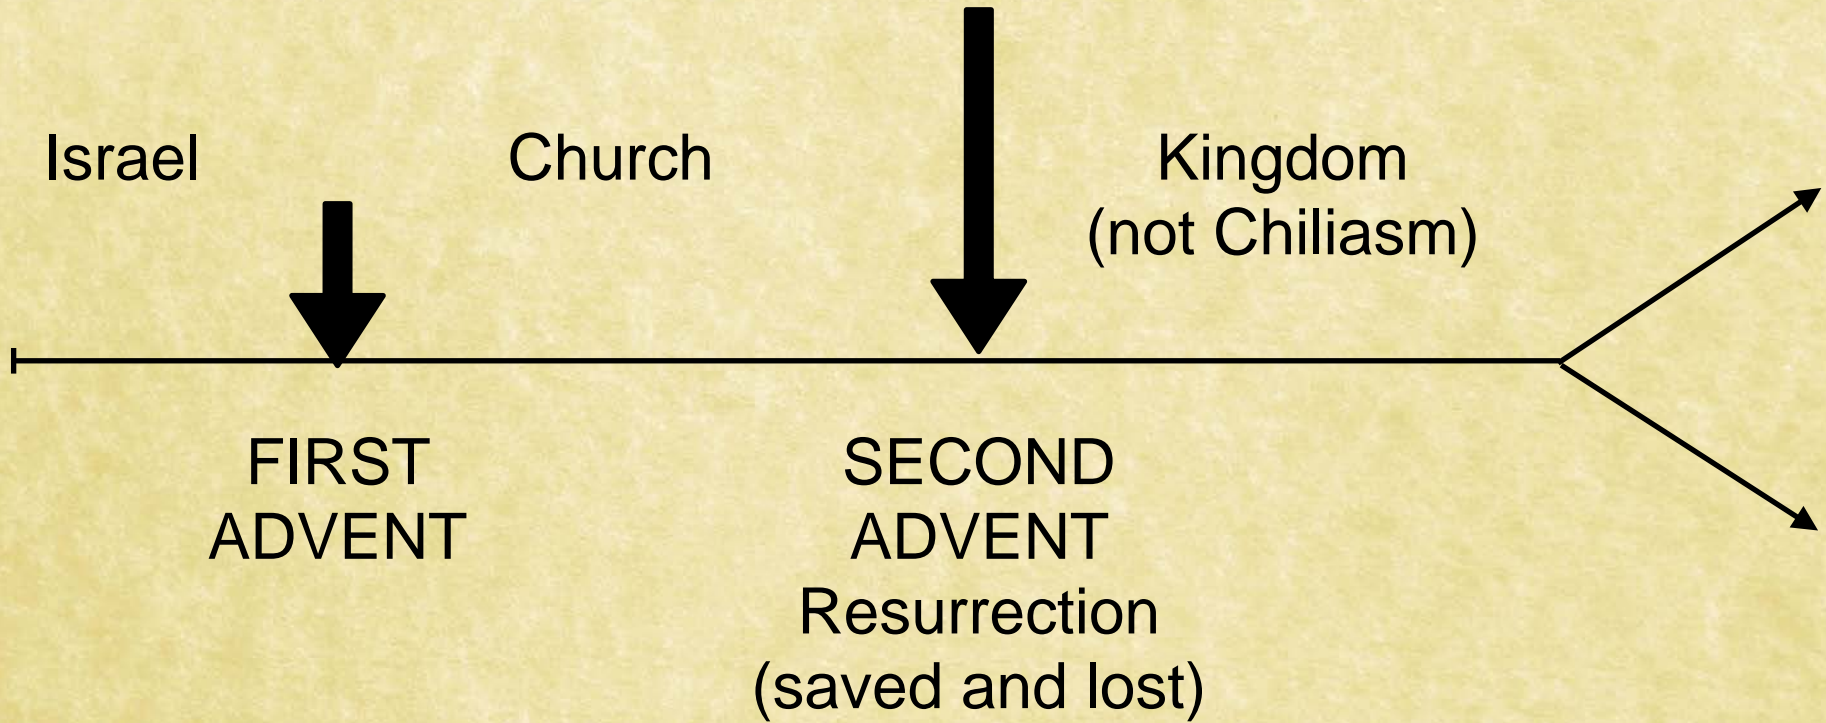 Israel
Church
Kingdom
(not Chiliasm)
FIRST
ADVENT
SECOND
ADVENT
Resurrection
(saved and lost)